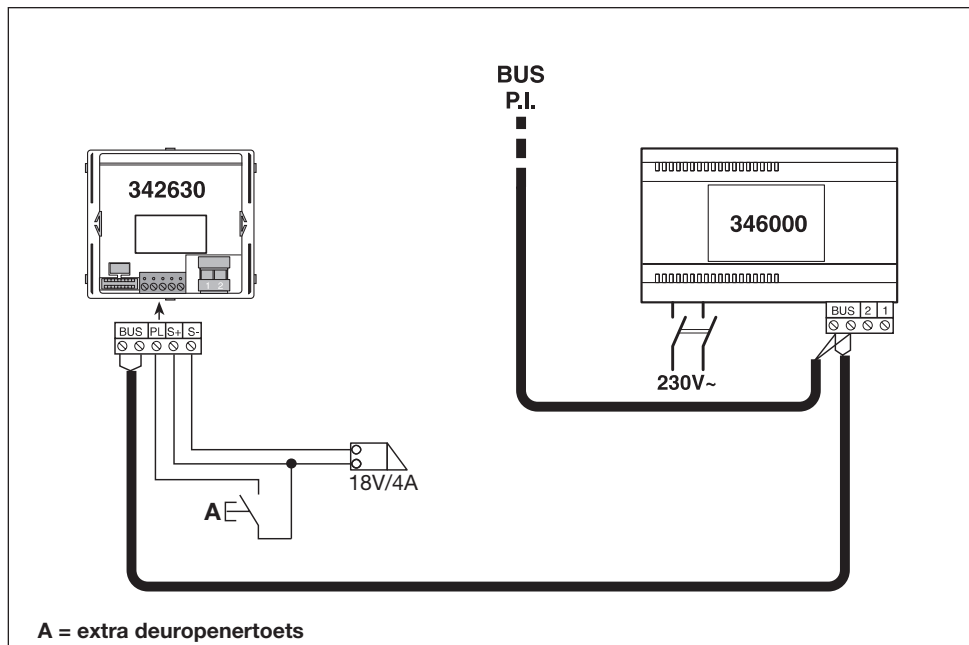 BUS
P.I.
342630
346000
1 2
BUS PL S+ S-
BUS 2 1
230V~
18V/4A
A
A = extra deuropenertoets